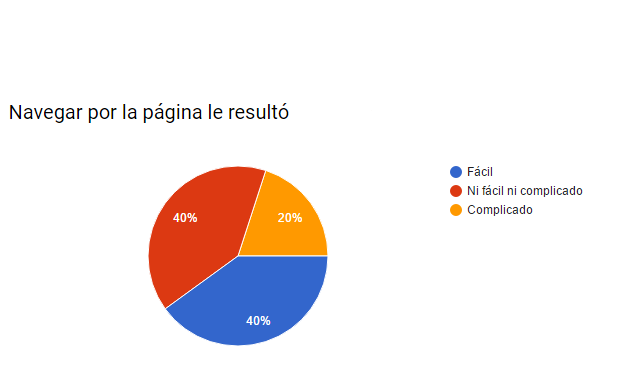 Navegar por la página le resultó
Fácil
Ni fácil ni complicado
Complicado
40%
20%
40%